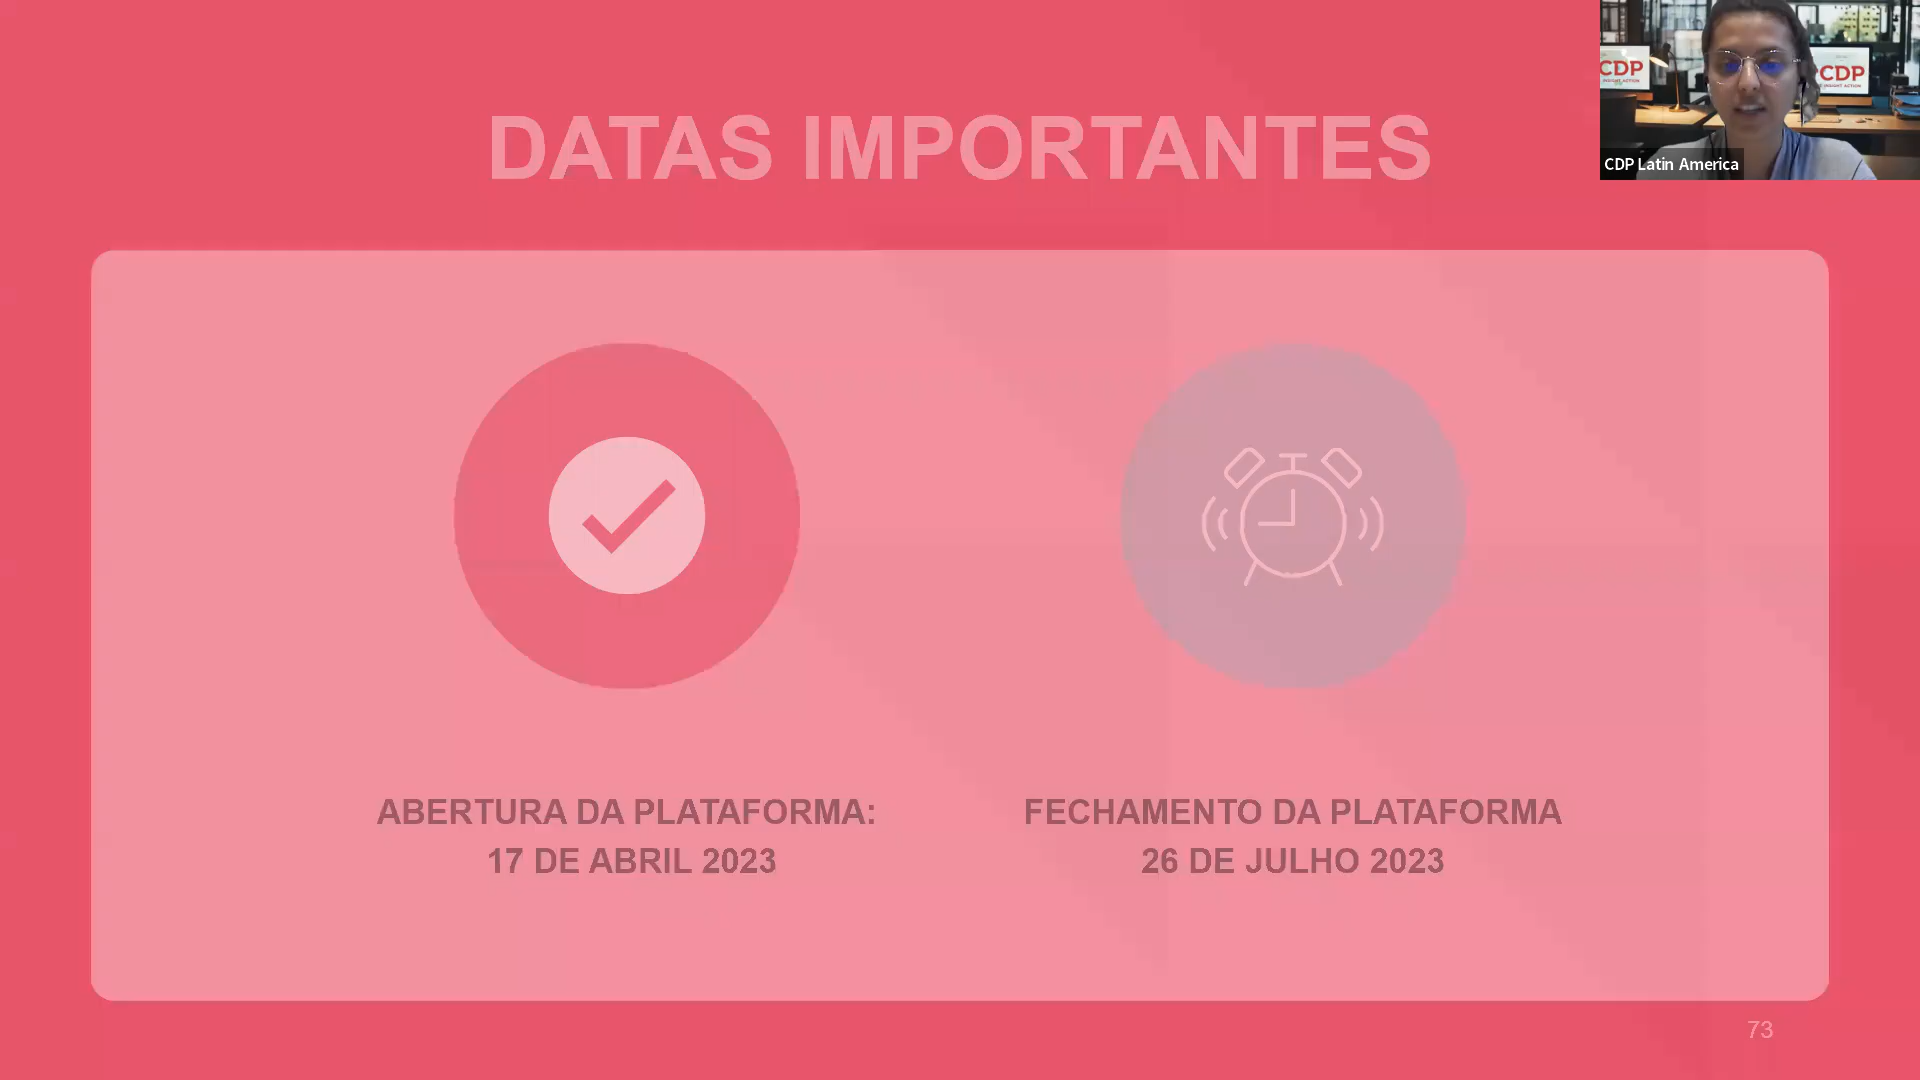 DATAS IMPORTANTES
CDP
CDP
CDP Latin America
ABERTURA DA PLATAFORMA:
17 DE ABRIL 2023
FECHAMENTO DA PLATAFORMA
26 DE JULHO 2023
73